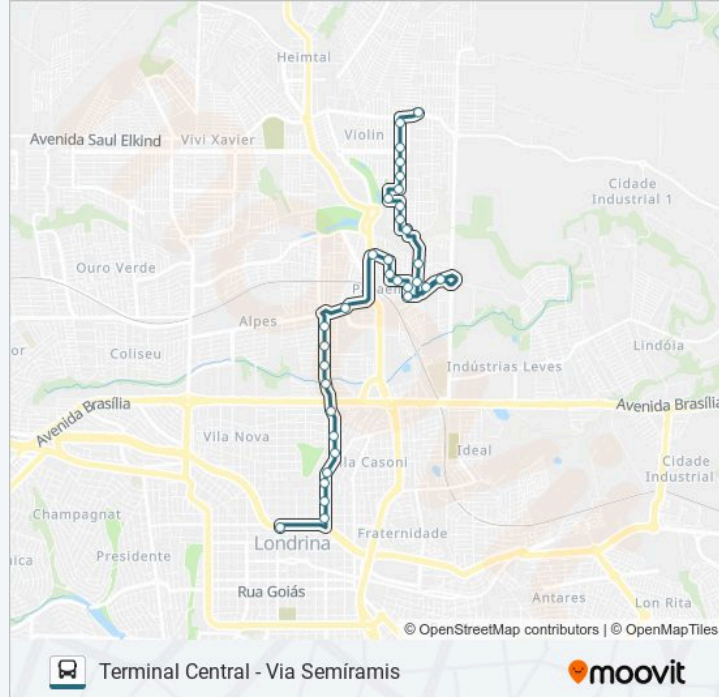 Heimtal
Violin
Avenida Saul Elkind
Vivi Xavier
Cidade
Industrial 1
Ouro Verde
Alpes
or
Coliseu
Lindóia
Indústrias Leves
Avenida Brasília
Avenida Brasília
Vila Nova
Ideal
Casoni
Cidade
Industrial
Champagnat
Fraternidade
Londrina
Presidente
Rua Goiás
Antares
Lon Rita
© OpenStreetMap contributors | © OpenMapTiles
Terminal Central - Via Semíramis
moovit